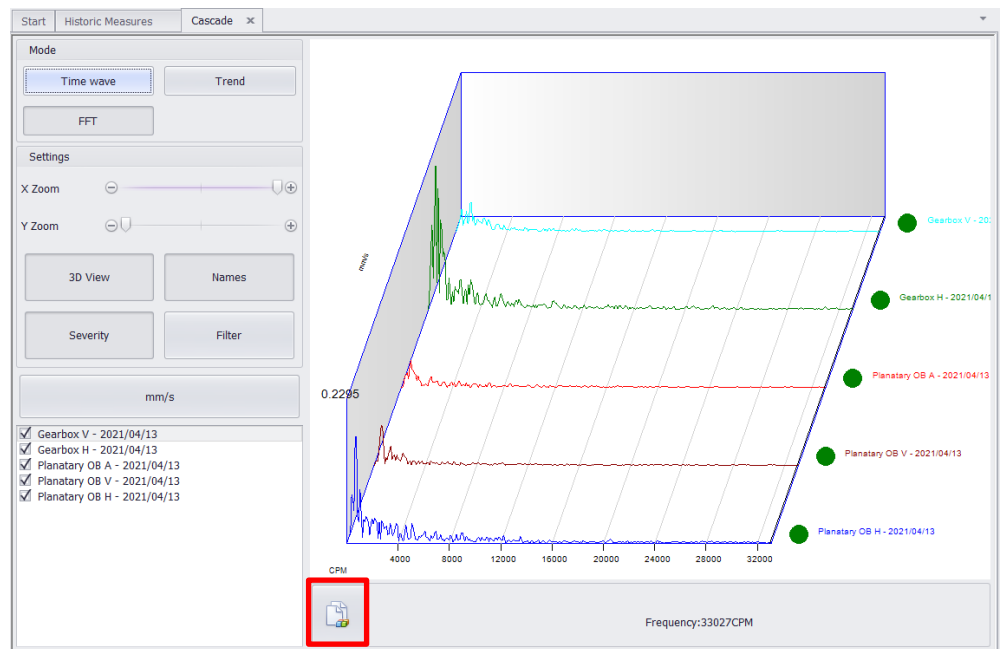 Start
Historic Measures
Cascade
Mode
Time wave
Trend
FFT
Settings
X Zoom
Y Zoom
3D View
Names
Severity
Filter
mm/s
Gearbox V - 2021/04/13
Gearbox H - 2021/04/13
Planatary OB A - 2021/04/13
Planatary OB V - 2021/04/13
Planatary OB H - 2021/04/13
mm/s
0.2295
Gearbox V - 202
Gearbox H - 2021/04/1
Planatary OB A - 2021/04/13
Planatary OB V - 2021/04/13
Planatary OB H - 2021/04/13
4000 8000 12000 16000 20000 24000 28000 32000
CPM
Frequency:33027CPM